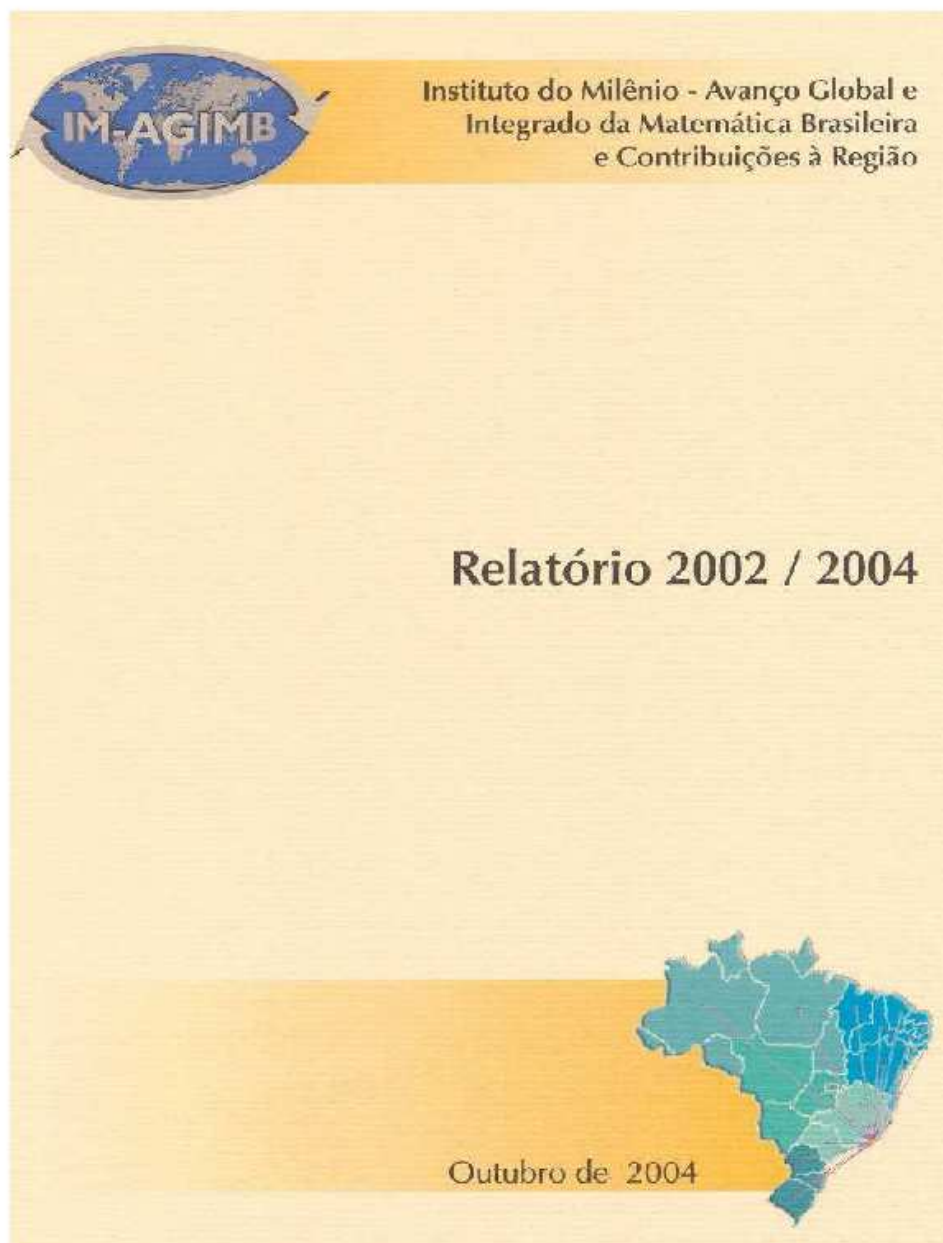 IM-AGIMB
Instituto do Milênio - Avanço Global e
Integrado da Matemática Brasileira
e Contribuições à Região
Relatório 2002 / 2004
Outubro de 2004